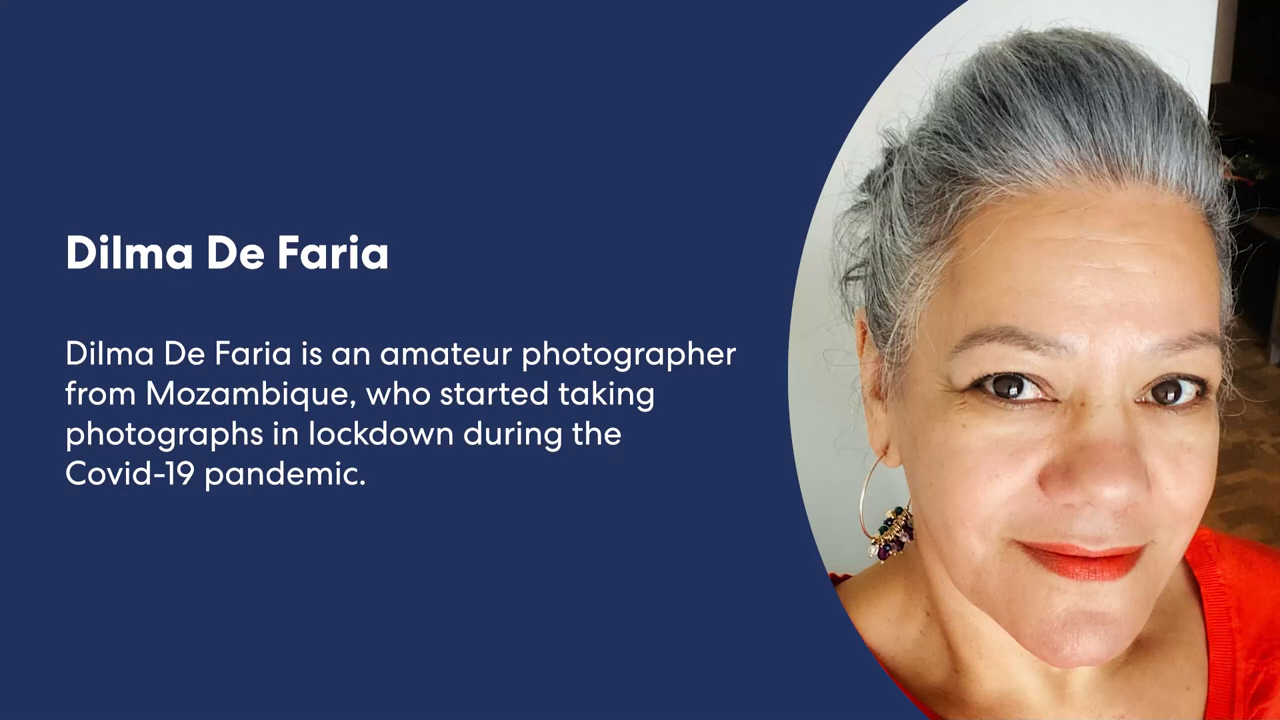 Dilma De Faria
Dilma De Faria is an amateur photographer
from Mozambique, who started taking
photographs in lockdown during the
Covid-19 pandemic.